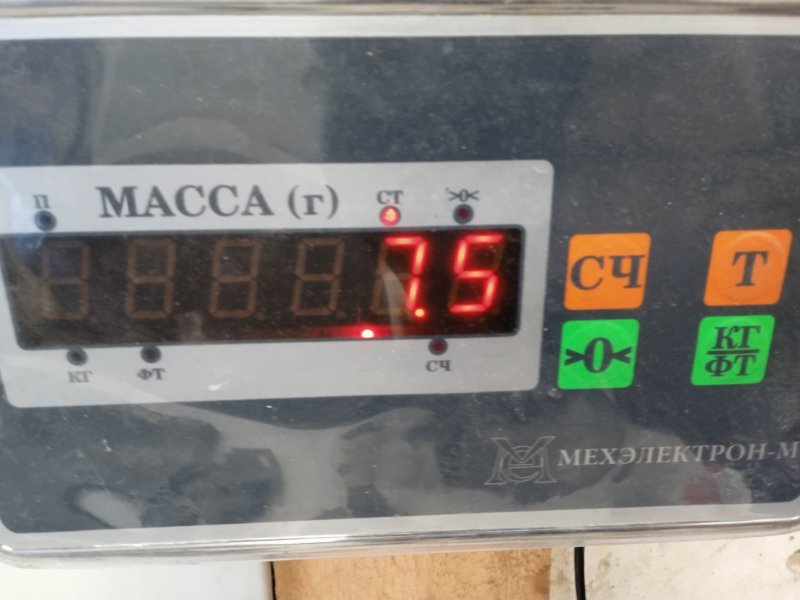 П МАССА (г) СТ >0<
7.5
КГ ФТ СЧ
СЧ Т
>0< КГ/ФТ
МЕХЭЛЕКТРОН-М